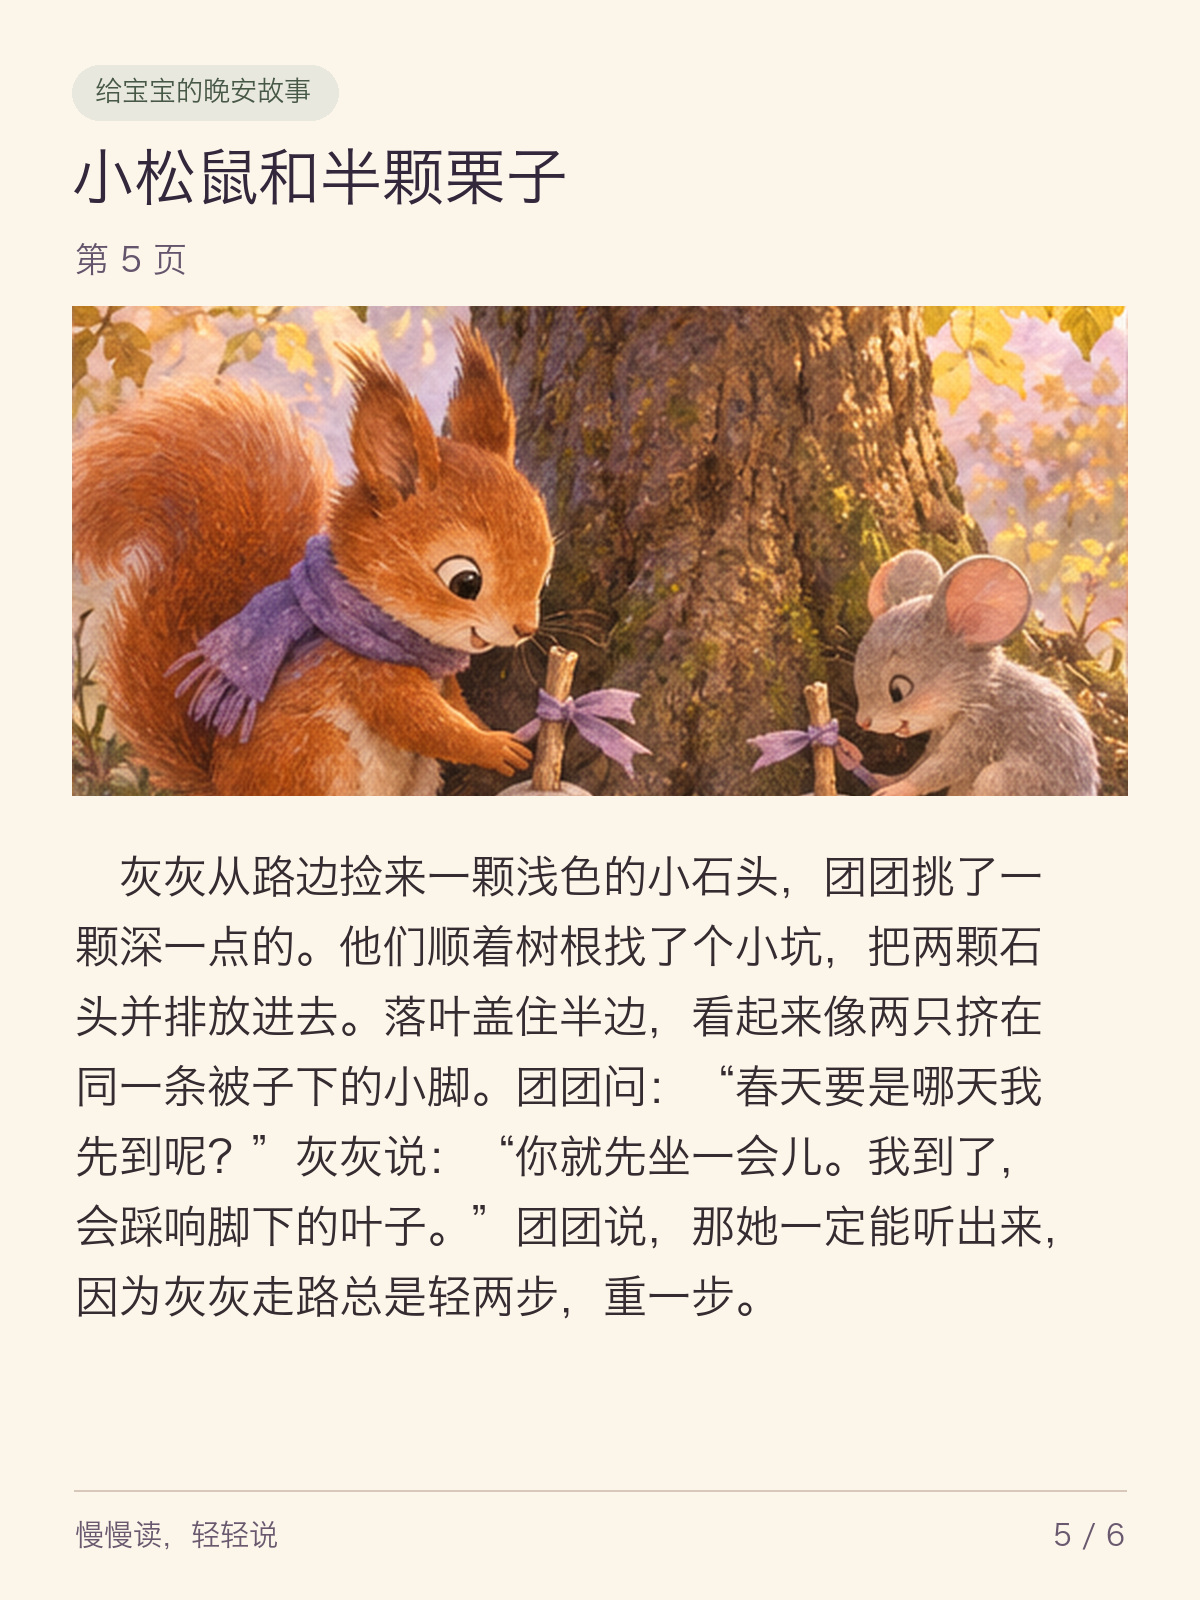 给宝宝的晚安故事
小松鼠和半颗栗子
第 5 页
灰灰从路边捡来一颗浅色的小石头，团团挑了一
颗深一点的。他们顺着树根找了个小坑，把两颗石
头并排放进去。落叶盖住半边，看起来像两只挤在
同一条被子下的小脚。团团问：“春天要是哪天我
先到呢？”灰灰说：“你就先坐一会儿。我到了，
会踩响脚下的叶子。”团团说，那她一定能听出来，
因为灰灰走路总是轻两步，重一步。
慢慢读，轻轻说
5 / 6